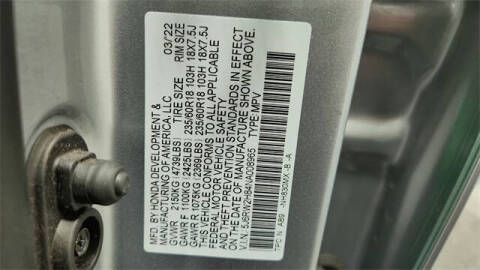 MFD. BY HONDA DEVELOPMENT & 03/'22
MANUFACTURING OF AMERICA, LLC
TIRE SIZE RIM SIZE
GVWR 2150KG (4739LBS)
GAWR F 1100KG (2425LBS) 235/60R18 103H 18X7.5J
GAWR R 1075KG (2369LBS) 235/60R18 103H 18X7.5J
THIS VEHICLE CONFORMS TO ALL APPLICABLE
FEDERAL MOTOR VEHICLE SAFETY
AND THEFT PREVENTION STANDARDS IN EFFECT
ON THE DATE OF MANUFACTURE SHOWN ABOVE.
V.I.N. TYPE: MPV
-NH830MX -B -A